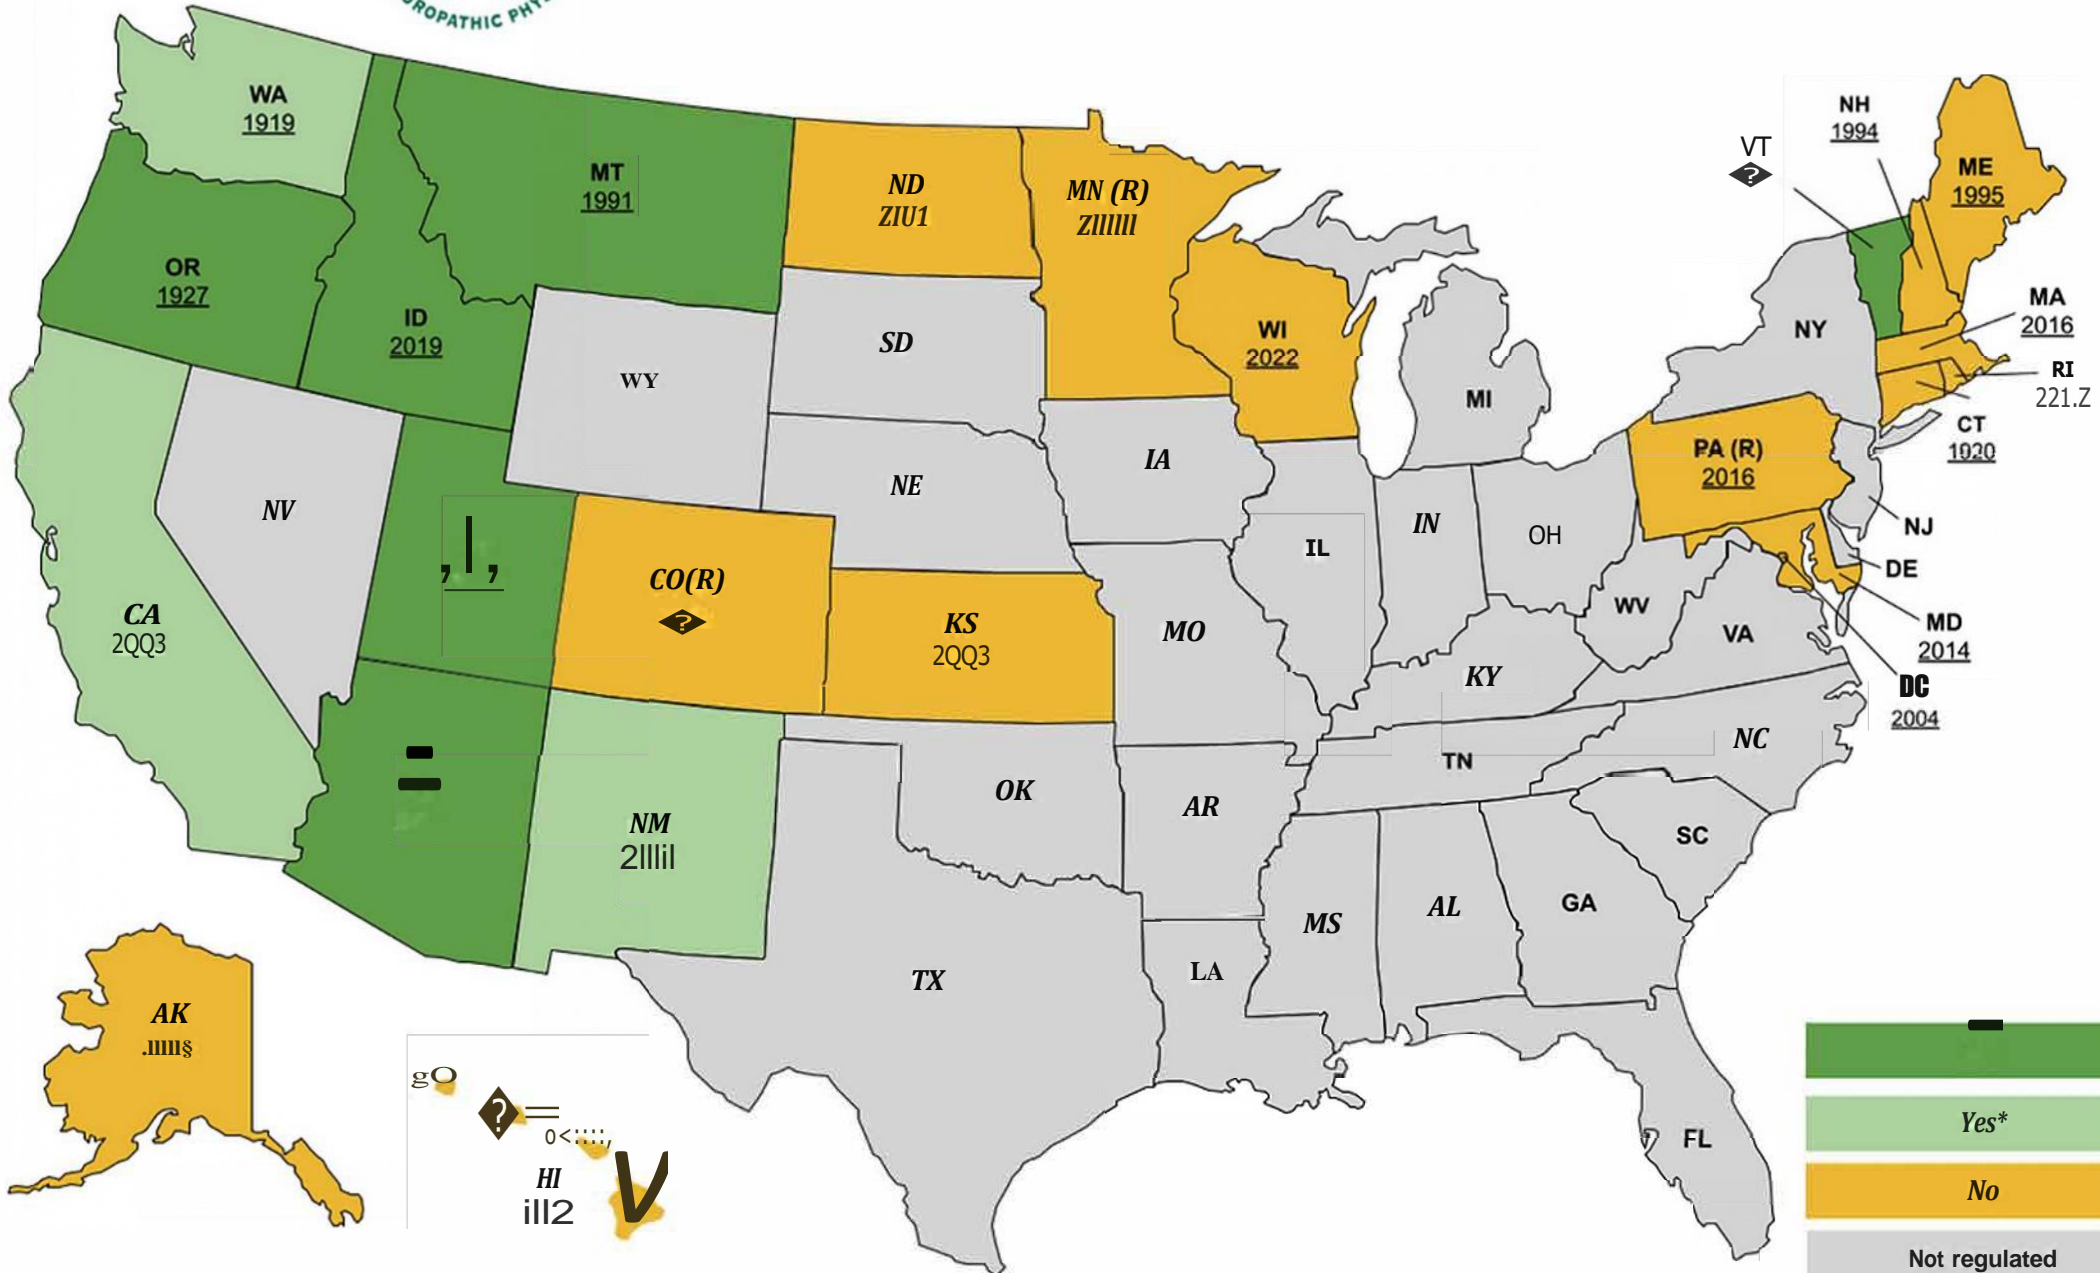 WA
1919
NH
1994
VT
ME
1995
MT
1991
ND
ZIU1
MN (R)
OR
1927
ID
2019
SD
WI
2022
NY
MA
2016
RI
221.Z
WY
MI
CT
1920
IA
PA (R)
2016
NE
NV
IN
OH
IL
NJ
DE
CO(R)
KS
2QQ3
CA
2QQ3
MO
WV
VA
MD
2014
KY
DC
2004
NC
TN
OK
AR
NM
SC
MS
AL
GA
TX
LA
AK
gO
HI
ill2
FL
Yes*
No
Not regulated